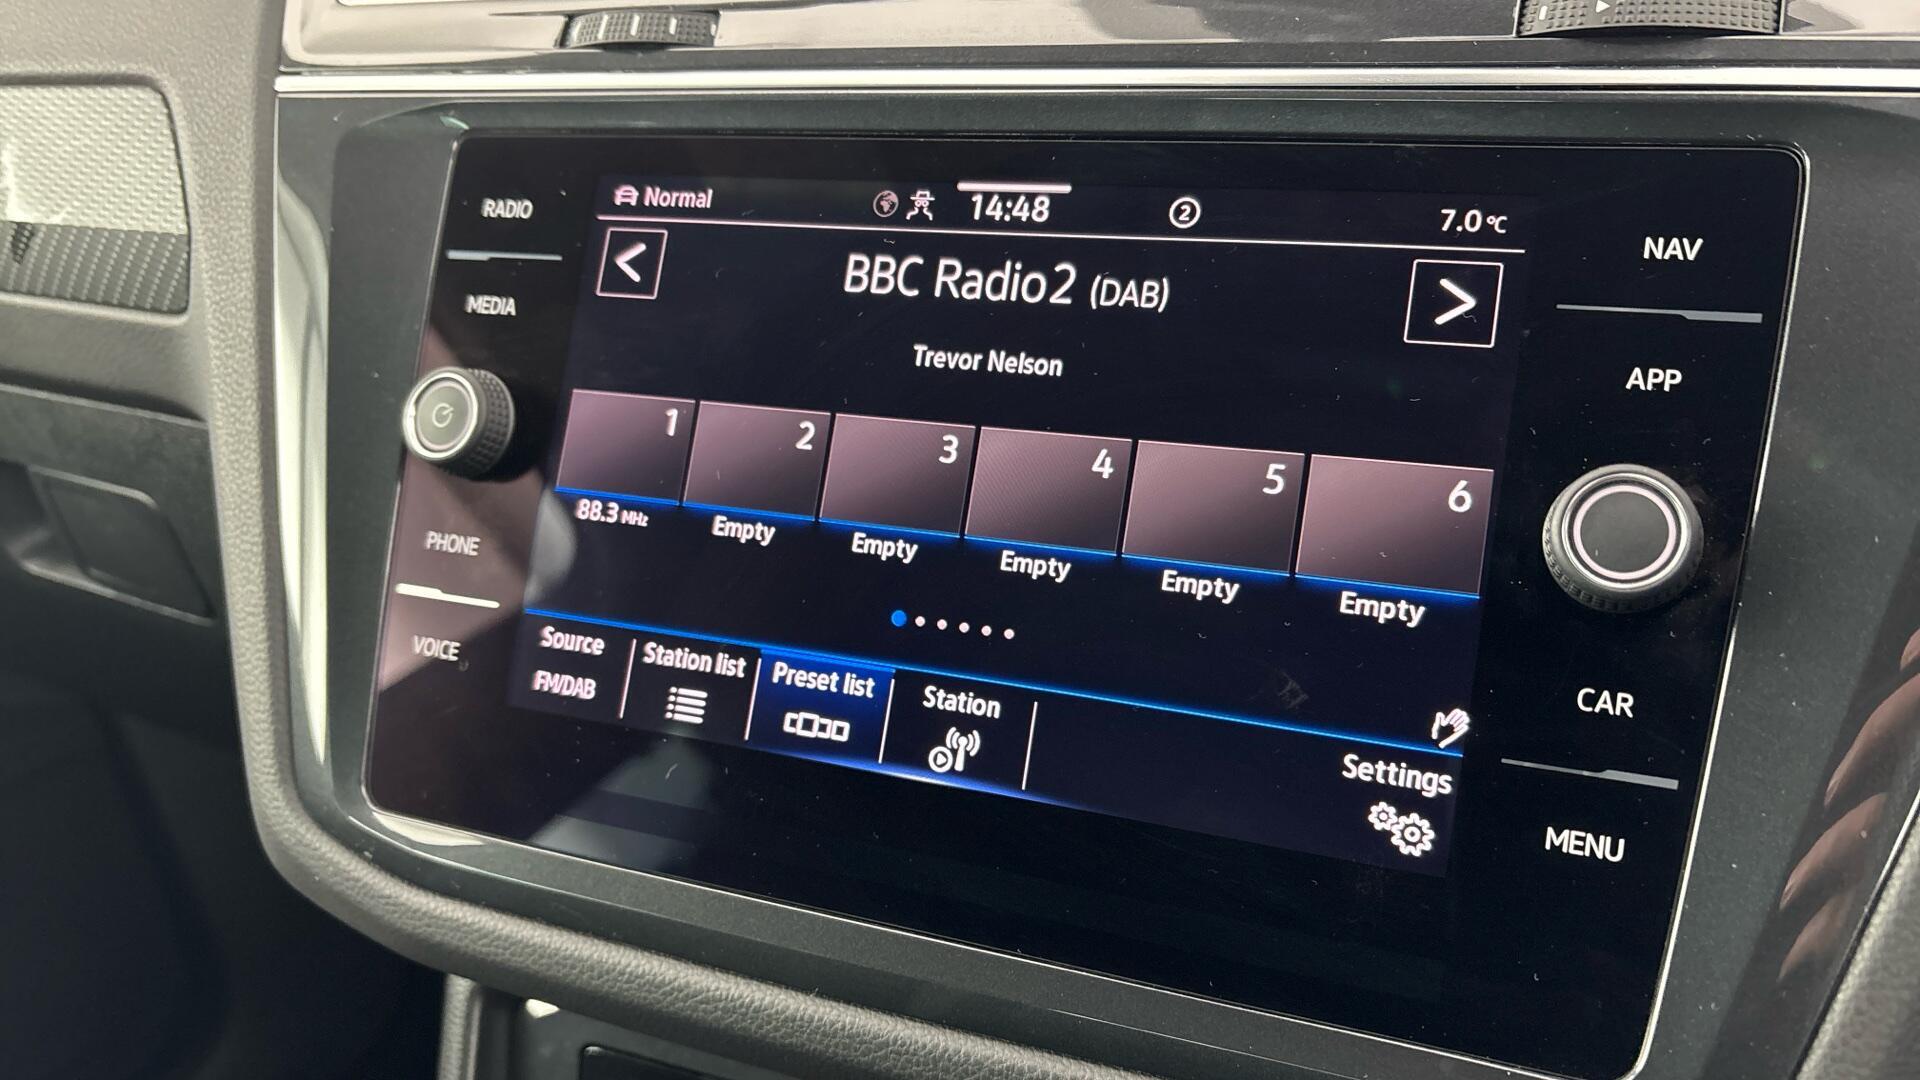 RADIO
MEDIA
PHONE
VOICE
Normal
14:48
2
7.0 °C
BBC Radio2 (DAB)
Trevor Nelson
1
2
3
4
5
6
88.3 MHz
Empty
Empty
Empty
Empty
Empty
Source
FM/DAB
Station list
Preset list
Station
Settings
NAV
APP
CAR
MENU